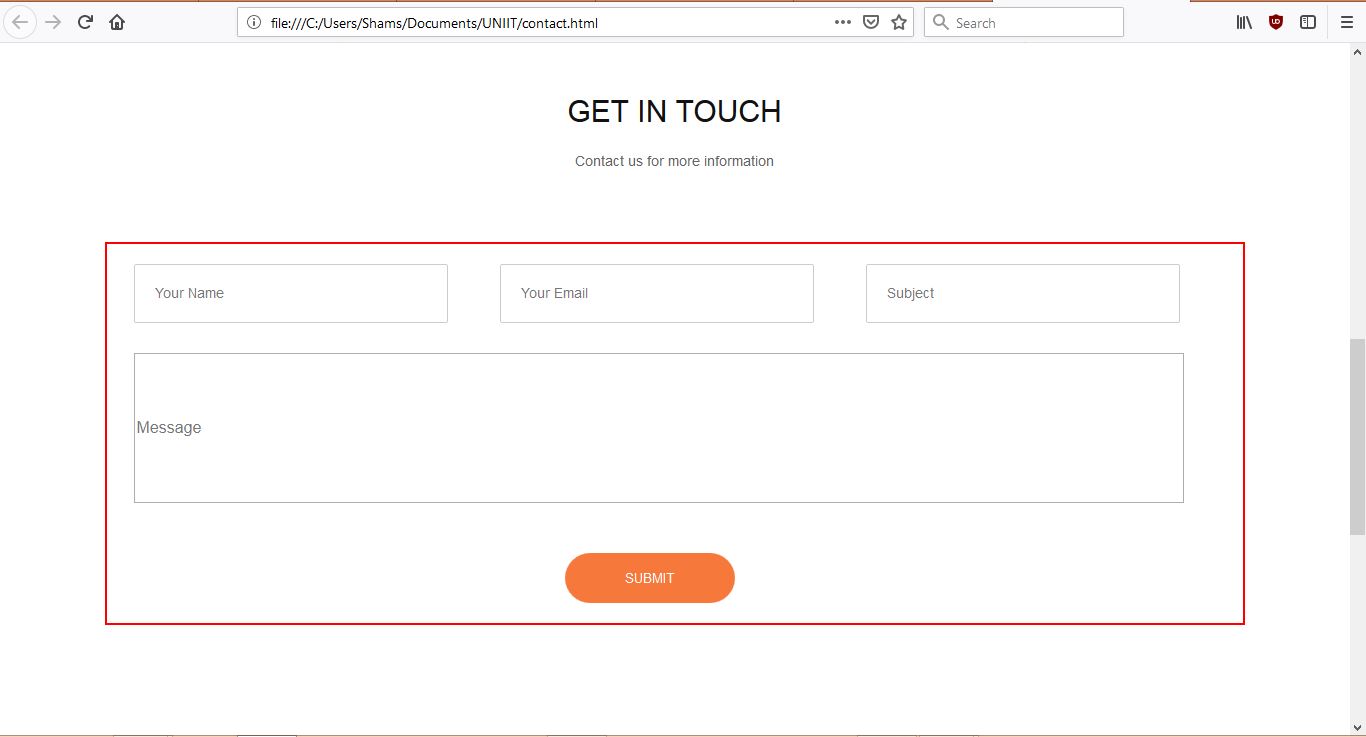 file:///C:/Users/Shams/Documents/UNIIT/contact.html
Search
GET IN TOUCH
Contact us for more information
Your Name
Your Email
Subject
Message
SUBMIT